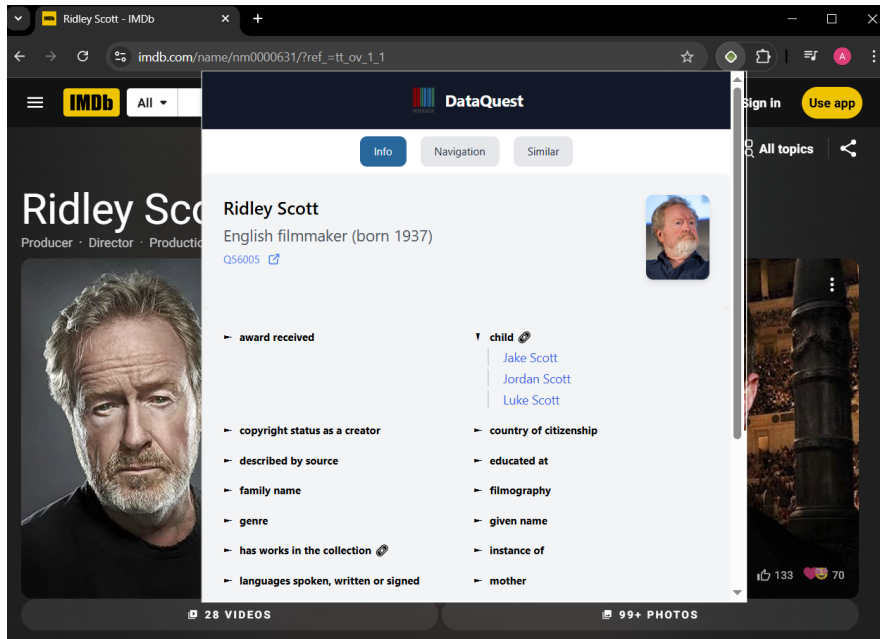 Ridley Scott - IMDb
imdb.com/name/nm0000631/?ref_=tt_ov_1_1
A
IMDb
All
Sign in
Use app
DataQuest
Info
Navigation
Similar
All topics
Ridley Sco
Producer · Director · Productio
Ridley Scott
English filmmaker (born 1937)
Q56005
award received
child
Jake Scott
Jordan Scott
Luke Scott
copyright status as a creator
country of citizenship
described by source
educated at
family name
filmography
genre
given name
has works in the collection
instance of
languages spoken, written or signed
mother
133
70
28 VIDEOS
99+ PHOTOS